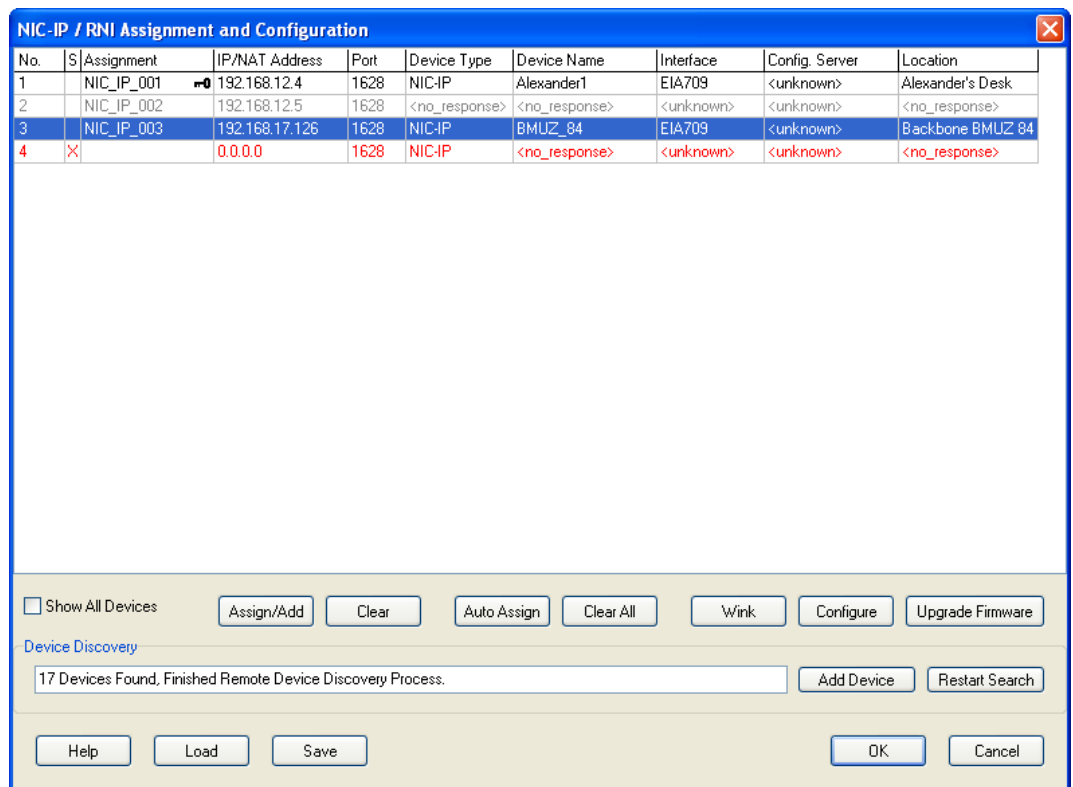 NIC-IP / RNI Assignment and Configuration
No. S Assignment IP/NAT Address Port Device Type Device Name Interface Config. Server Location
1 NIC_IP_001 192.168.12.4 1628 NIC-IP Alexander1 EIA709 <unknown> Alexander's Desk
2 NIC_IP_002 192.168.12.5 1628 <no_response> <no_response> <unknown> <unknown> <no_response>
3 NIC_IP_003 192.168.17.126 1628 NIC-IP BMUZ_84 EIA709 <unknown> Backbone BMUZ 84
4 X 0.0.0.0 1628 NIC-IP <no_response> <unknown> <unknown> <no_response>
Show All Devices Assign/Add Clear Auto Assign Clear All Wink Configure Upgrade Firmware
Device Discovery
17 Devices Found, Finished Remote Device Discovery Process. Add Device Restart Search
Help Load Save OK Cancel